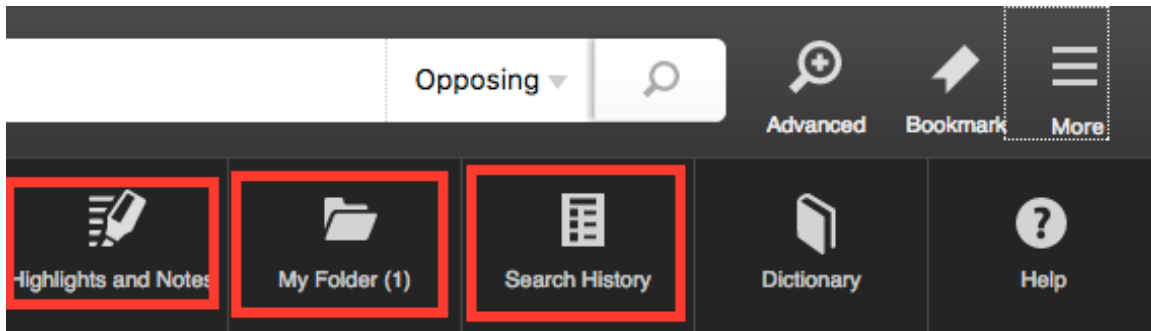 Opposing
Advanced Bookmark More
Highlights and Notes My Folder (1) Search History Dictionary Help